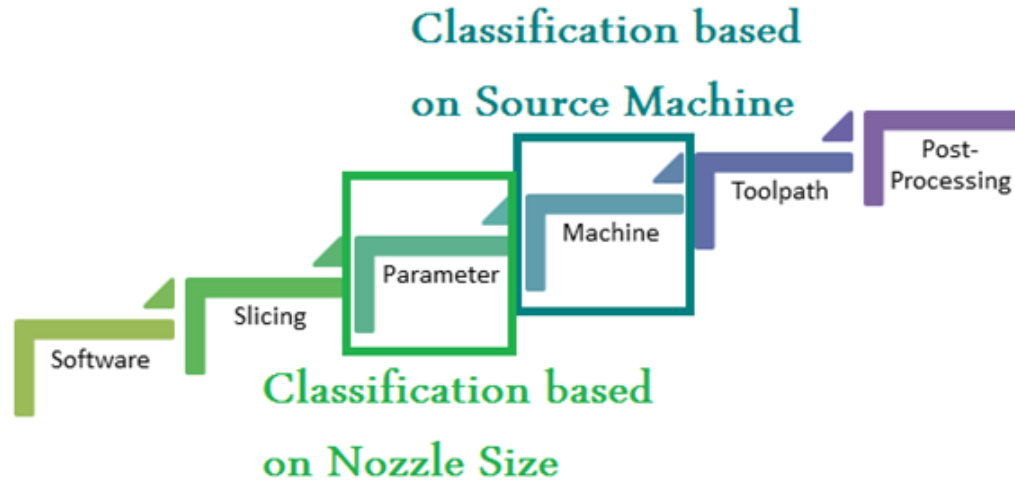 Classification based
on Source Machine
Post-
Processing
Toolpath
Machine
Parameter
Slicing
Software
Classification based
on Nozzle Size